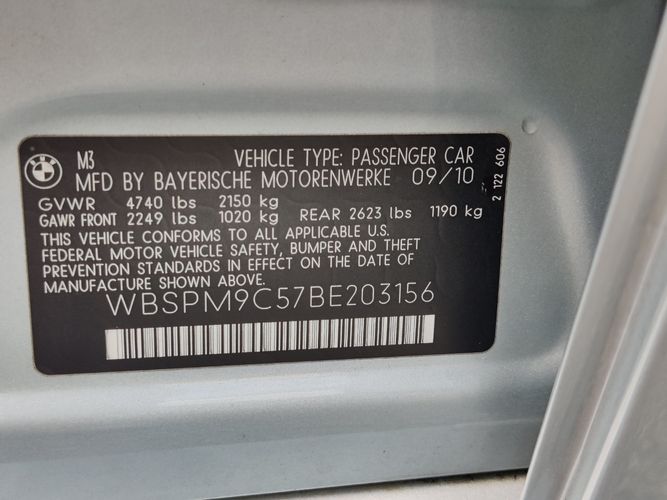 BMW
M3 VEHICLE TYPE: PASSENGER CAR
MFD BY BAYERISCHE MOTORENWERKE 09/10
GVWR 4740 lbs 2150 kg
GAWR FRONT 2249 lbs 1020 kg REAR 2623 lbs 1190 kg
THIS VEHICLE CONFORMS TO ALL APPLICABLE U.S.
FEDERAL MOTOR VEHICLE SAFETY, BUMPER AND THEFT
PREVENTION STANDARDS IN EFFECT ON THE DATE OF
MANUFACTURE SHOWN ABOVE.
WBSPM9C57BE203156
2 122 606